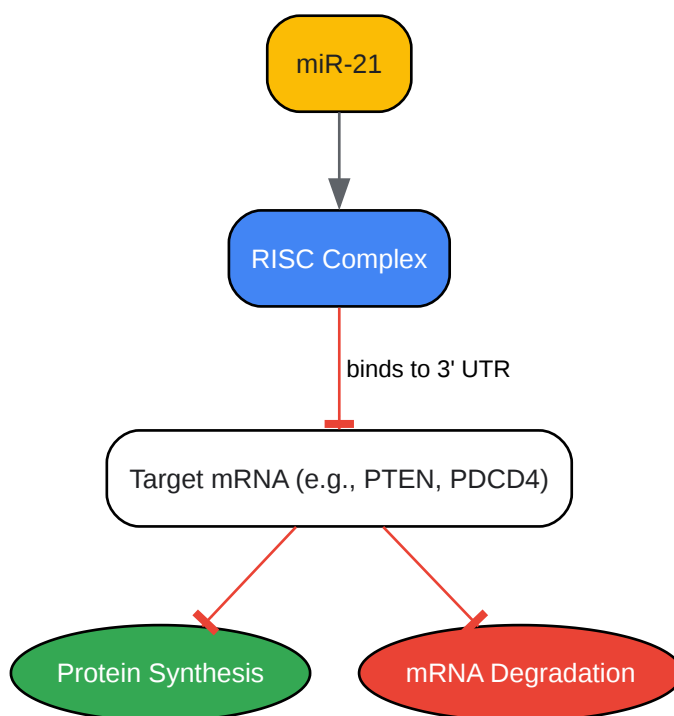 miR-21
RISC Complex
binds to 3' UTR
Target mRNA (e.g., PTEN, PDCD4)
Protein Synthesis
mRNA Degradation